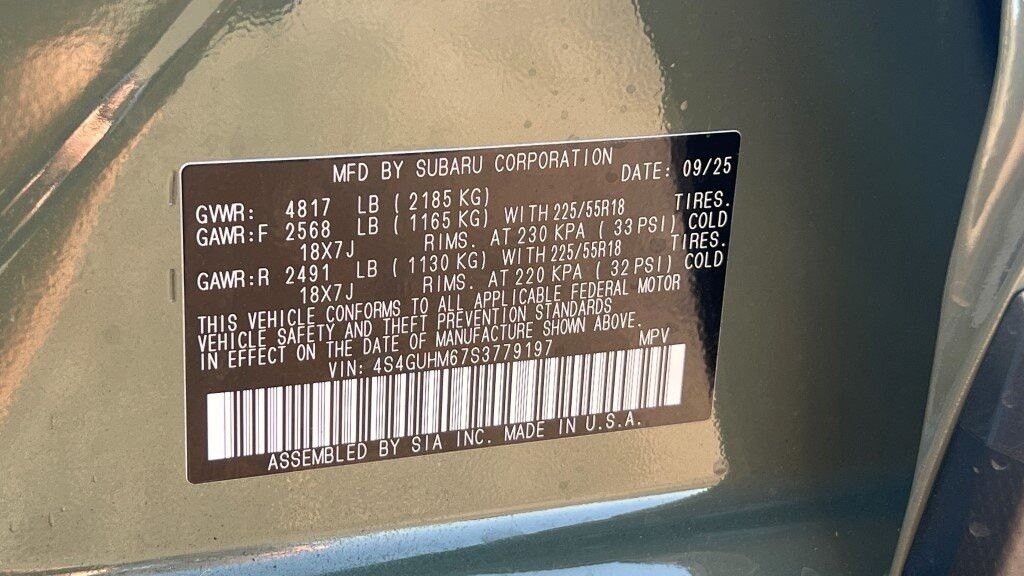 MFD BY SUBARU CORPORATION DATE: 09/25
GVWR: 4817 LB ( 2185 KG)
GAWR:F 2568 LB ( 1165 KG) WITH 225/55R18 TIRES.
18X7J RIMS. AT 230 KPA ( 33 PSI) COLD
GAWR:R 2491 LB ( 1130 KG) WITH 225/55R18 TIRES.
18X7J RIMS. AT 220 KPA ( 32 PSI) COLD
THIS VEHICLE CONFORMS TO ALL APPLICABLE FEDERAL MOTOR
VEHICLE SAFETY AND THEFT PREVENTION STANDARDS
IN EFFECT ON THE DATE OF MANUFACTURE SHOWN ABOVE.
VIN: 4S4GUHM67S3779197 MPV
ASSEMBLED BY SIA INC. MADE IN U.S.A.